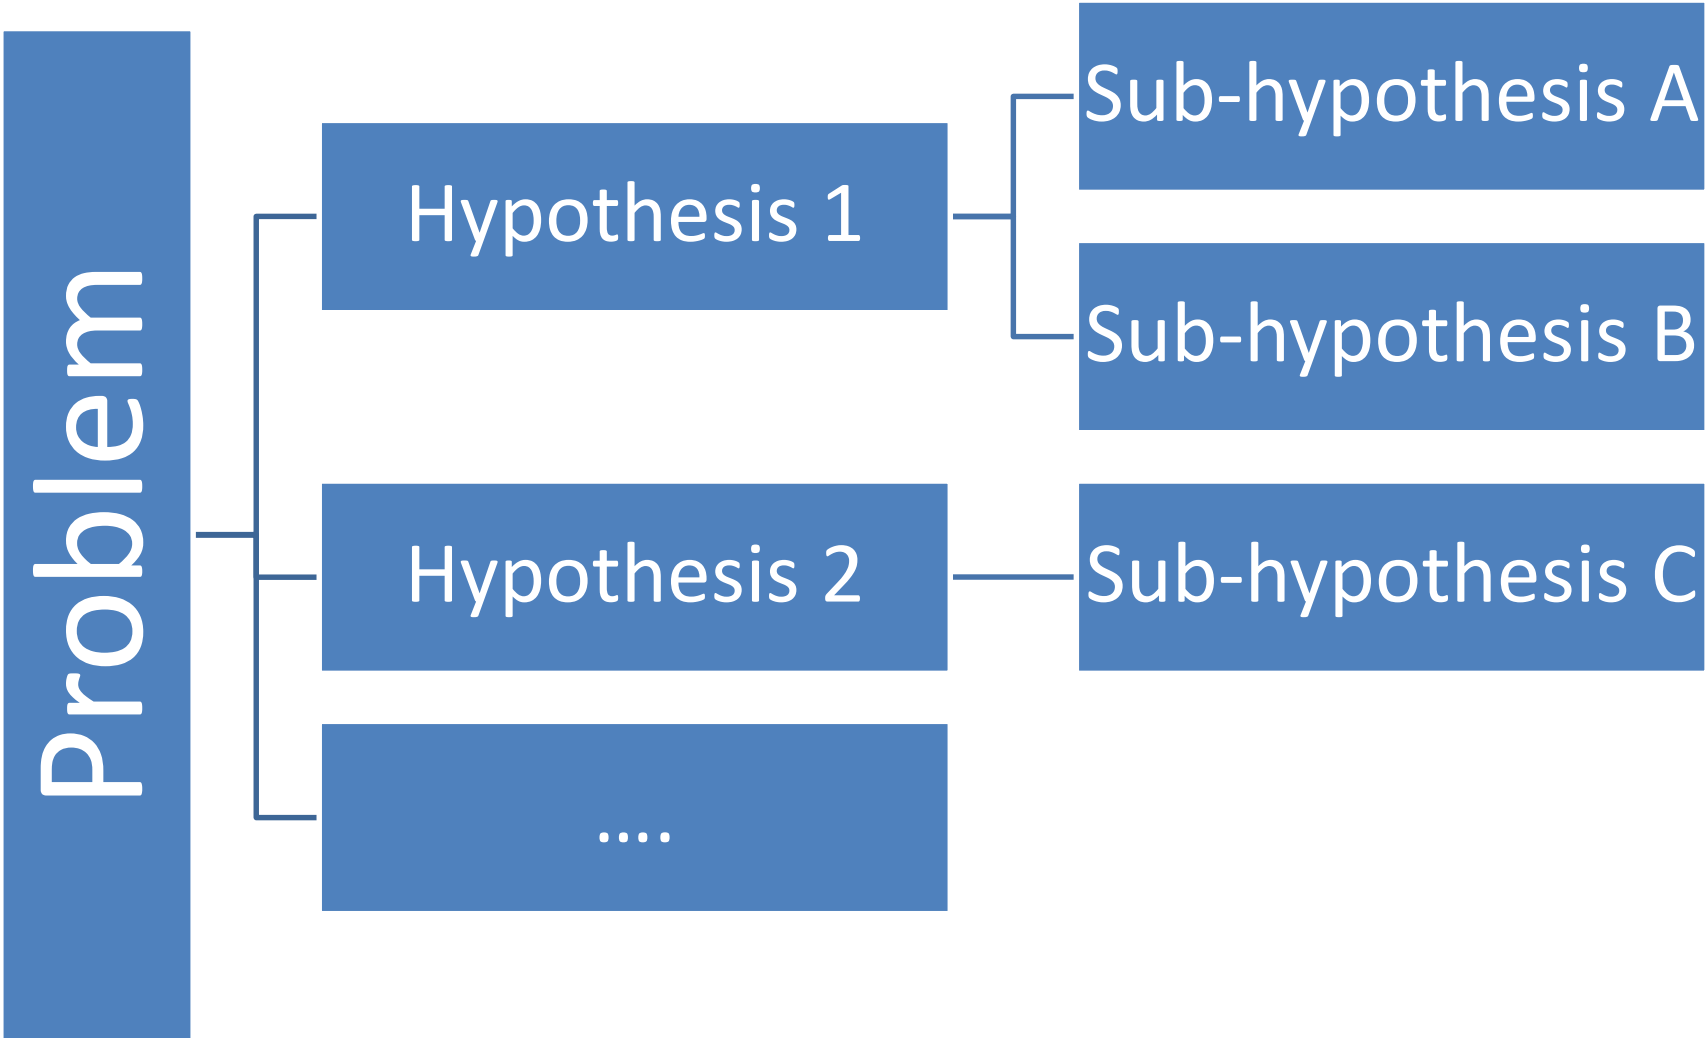 Problem
Hypothesis 1
Sub-hypothesis A
Sub-hypothesis B
Hypothesis 2
Sub-hypothesis C
....